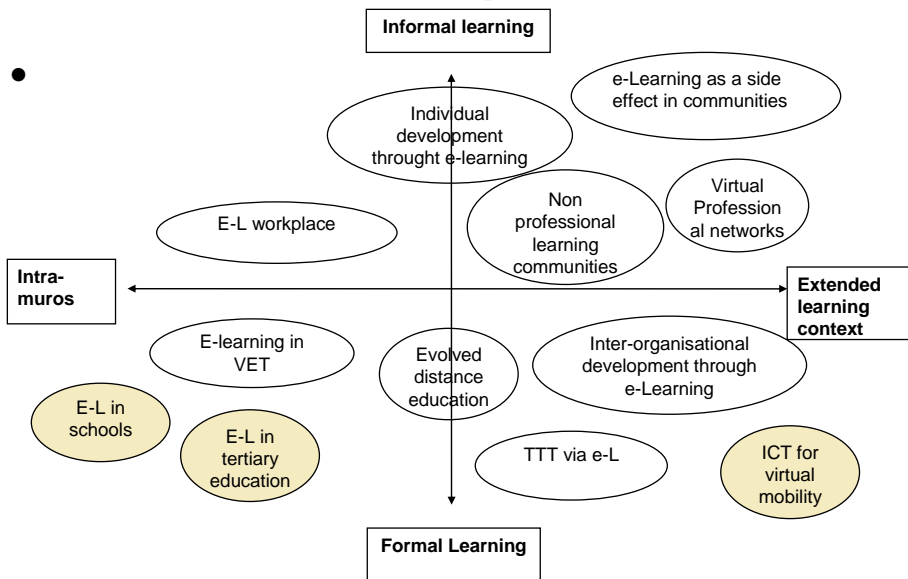 Informal learning
e-Learning as a side
effect in communities
Individual
development
throught e-learning
Virtual
Profession
al networks
Non
professional
learning
communities
E-L workplace
Intra-
muros
Extended
learning
context
E-learning in
VET
Evolved
distance
education
Inter-organisational
development through
e-Learning
E-L in
schools
E-L in
tertiary
education
TTT via e-L
ICT for
virtual
mobility
Formal Learning